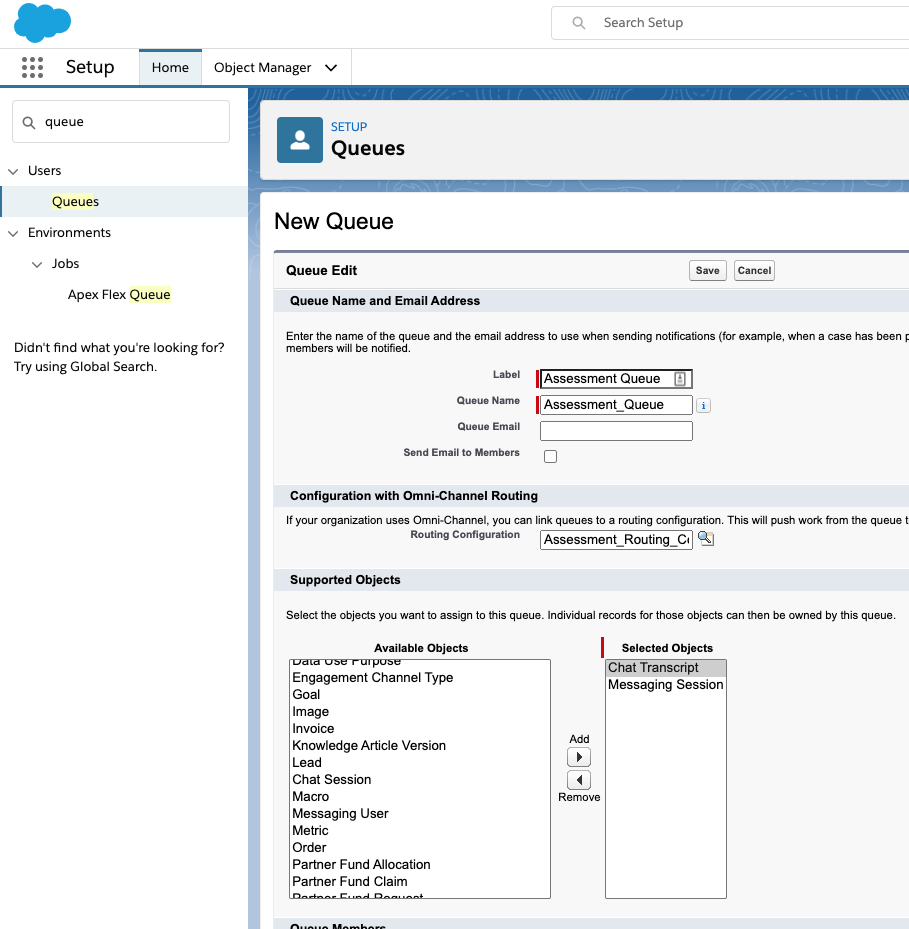 Search Setup
Setup
Home
Object Manager
queue
Users
Queues
Environments
Jobs
Apex Flex Queue
Didn't find what you're looking for?
Try using Global Search.
SETUP
Queues
New Queue
Queue Edit
Save
Cancel
Queue Name and Email Address
Enter the name of the queue and the email address to use when sending notifications (for example, when a case has been
members will be notified.
Label
Assessment Queue
Queue Name
Assessment_Queue
i
Queue Email
Send Email to Members
Configuration with Omni-Channel Routing
If your organization uses Omni-Channel, you can link queues to a routing configuration. This will push work from the queue
Routing Configuration
Assessment_Routing_
Supported Objects
Select the objects you want to assign to this queue. Individual records for those objects can then be owned by this queue.
Available Objects
Data Use Purpose
Engagement Channel Type
Goal
Image
Invoice
Knowledge Article Version
Lead
Chat Session
Macro
Messaging User
Metric
Order
Partner Fund Allocation
Partner Fund Claim
Partner Fund Request
Add
Remove
Selected Objects
Chat Transcript
Messaging Session
Queue Members